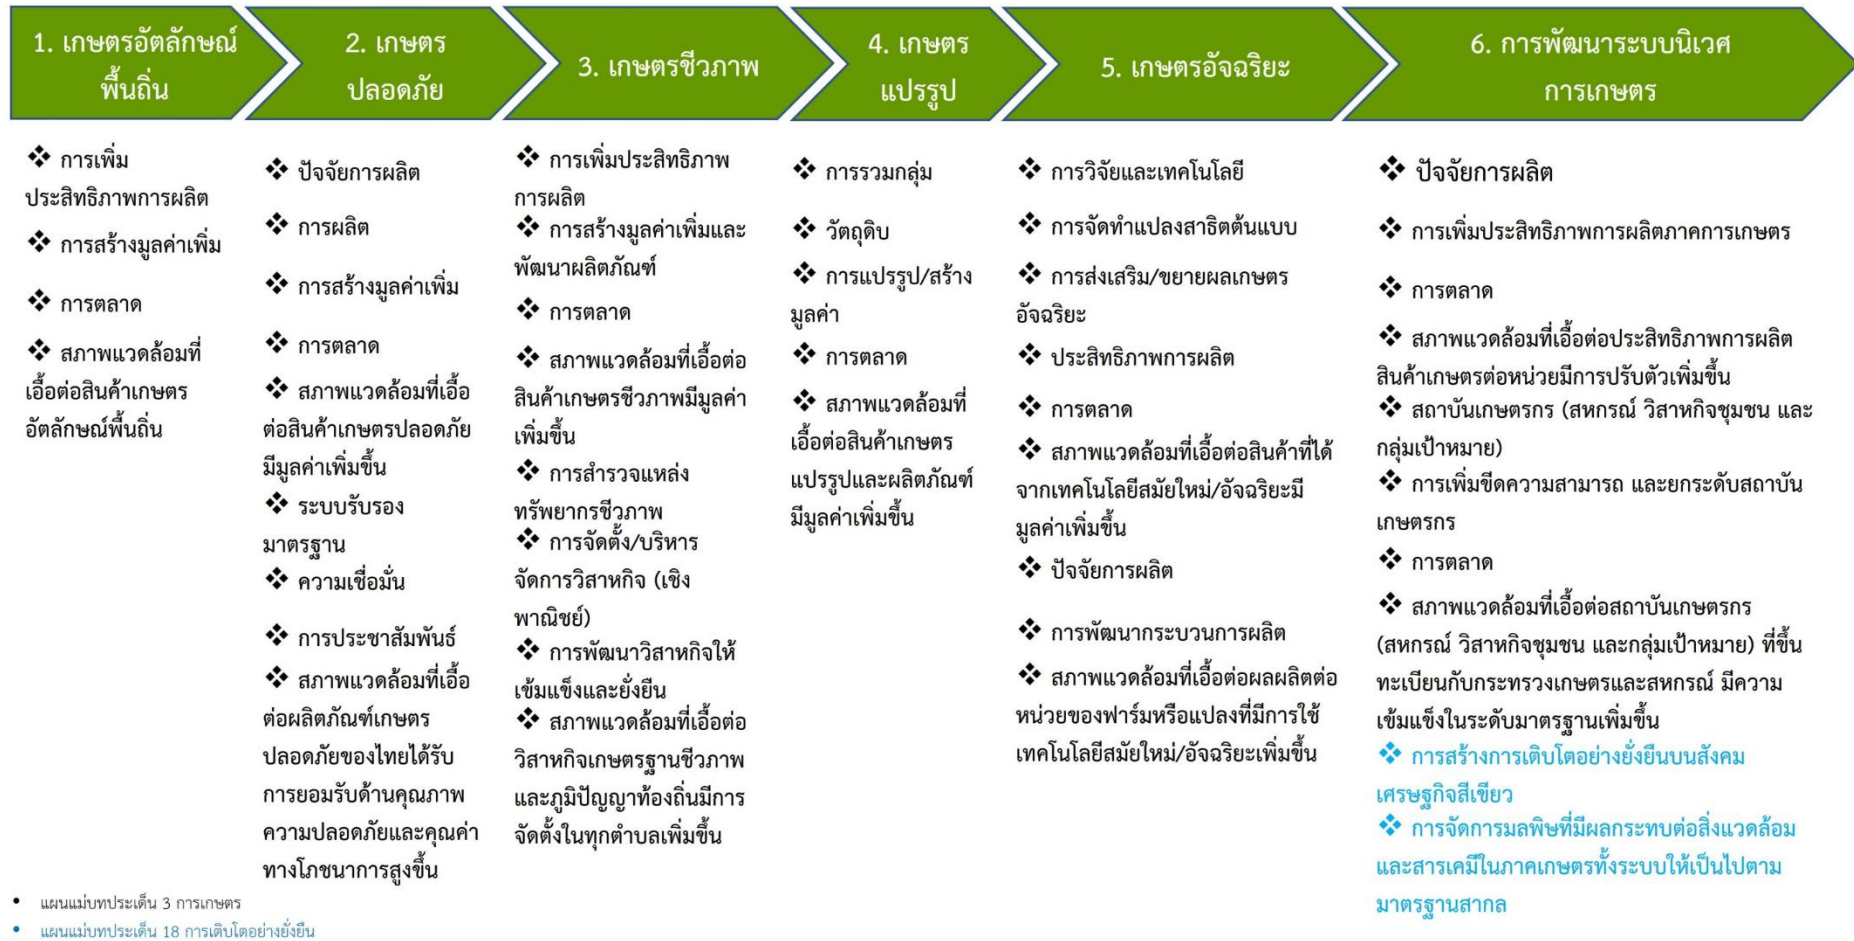 1. เกษตรอัตลักษณ์
พื้นถิ่น
2. เกษตร
ปลอดภัย
3. เกษตรชีวภาพ
4. เกษตร
แปรรูป
5. เกษตรอัจฉริยะ
6. การพัฒนาระบบนิเวศ
การเกษตร
❖ การเพิ่ม
ประสิทธิภาพการผลิต
❖ การสร้างมูลค่าเพิ่ม
❖ การตลาด
❖ สภาพแวดล้อมที่
เอื้อต่อสินค้าเกษตร
อัตลักษณ์พื้นถิ่น
❖ ปัจจัยการผลิต
❖ การผลิต
❖ การสร้างมูลค่าเพิ่ม
❖ การตลาด
❖ สภาพแวดล้อมที่เอื้อ
ต่อสินค้าเกษตรปลอดภัย
มีมูลค่าเพิ่มขึ้น
❖ ระบบรับรอง
มาตรฐาน
❖ ความเชื่อมั่น
❖ การประชาสัมพันธ์
❖ สภาพแวดล้อมที่เอื้อ
ต่อผลิตภัณฑ์เกษตร
ปลอดภัยของไทยได้รับ
การยอมรับด้านคุณภาพ
ความปลอดภัยและคุณค่า
ทางโภชนาการสูงขึ้น
❖ การเพิ่มประสิทธิภาพ
การผลิต
❖ การสร้างมูลค่าเพิ่มและ
พัฒนาผลิตภัณฑ์
❖ การตลาด
❖ สภาพแวดล้อมที่เอื้อต่อ
สินค้าเกษตรชีวภาพมีมูลค่า
เพิ่มขึ้น
❖ การสำรวจแหล่ง
ทรัพยากรชีวภาพ
❖ การจัดตั้ง/บริหาร
จัดการวิสาหกิจ (เชิง
พาณิชย์)
❖ การพัฒนาวิสาหกิจให้
เข้มแข็งและยั่งยืน
❖ สภาพแวดล้อมที่เอื้อต่อ
วิสาหกิจเกษตรฐานชีวภาพ
และภูมิปัญญาท้องถิ่นมีการ
จัดตั้งในทุกตำบลเพิ่มขึ้น
❖ การรวมกลุ่ม
❖ วัตถุดิบ
❖ การแปรรูป/สร้าง
มูลค่า
❖ การตลาด
❖ สภาพแวดล้อมที่
เอื้อต่อสินค้าเกษตร
แปรรูปและผลิตภัณฑ์
มีมูลค่าเพิ่มขึ้น
❖ การวิจัยและเทคโนโลยี
❖ การจัดทำแปลงสาธิตต้นแบบ
❖ การส่งเสริม/ขยายผลเกษตร
อัจฉริยะ
❖ ประสิทธิภาพการผลิต
❖ การตลาด
❖ สภาพแวดล้อมที่เอื้อต่อสินค้าที่ได้
จากเทคโนโลยีสมัยใหม่/อัจฉริยะมี
มูลค่าเพิ่มขึ้น
❖ ปัจจัยการผลิต
❖ การพัฒนากระบวนการผลิต
❖ สภาพแวดล้อมที่เอื้อต่อผลผลิตต่อ
หน่วยของฟาร์มหรือแปลงที่มีการใช้
เทคโนโลยีสมัยใหม่/อัจฉริยะเพิ่มขึ้น
❖ ปัจจัยการผลิต
❖ การเพิ่มประสิทธิภาพการผลิตภาคการเกษตร
❖ การตลาด
❖ สภาพแวดล้อมที่เอื้อต่อประสิทธิภาพการผลิต
สินค้าเกษตรต่อหน่วยมีการปรับตัวเพิ่มขึ้น
❖ สถาบันเกษตรกร (สหกรณ์ วิสาหกิจชุมชน และ
กลุ่มเป้าหมาย)
❖ การเพิ่มขีดความสามารถ และยกระดับสถาบัน
เกษตรกร
❖ การตลาด
❖ สภาพแวดล้อมที่เอื้อต่อสถาบันเกษตรกร
(สหกรณ์ วิสาหกิจชุมชน และกลุ่มเป้าหมาย) ที่ขึ้น
ทะเบียนกับกระทรวงเกษตรและสหกรณ์ มีความ
เข้มแข็งในระดับมาตรฐานเพิ่มขึ้น
❖ การสร้างการเติบโตอย่างยั่งยืนบนสังคม
เศรษฐกิจสีเขียว
❖ การจัดการมลพิษที่มีผลกระทบต่อสิ่งแวดล้อม
และสารเคมีในภาคเกษตรทั้งระบบให้เป็นไปตาม
มาตรฐานสากล
• แผนแม่บทประเด็น 3 การเกษตร
• แผนแม่บทประเด็น 18 การเติบโตอย่างยั่งยืน